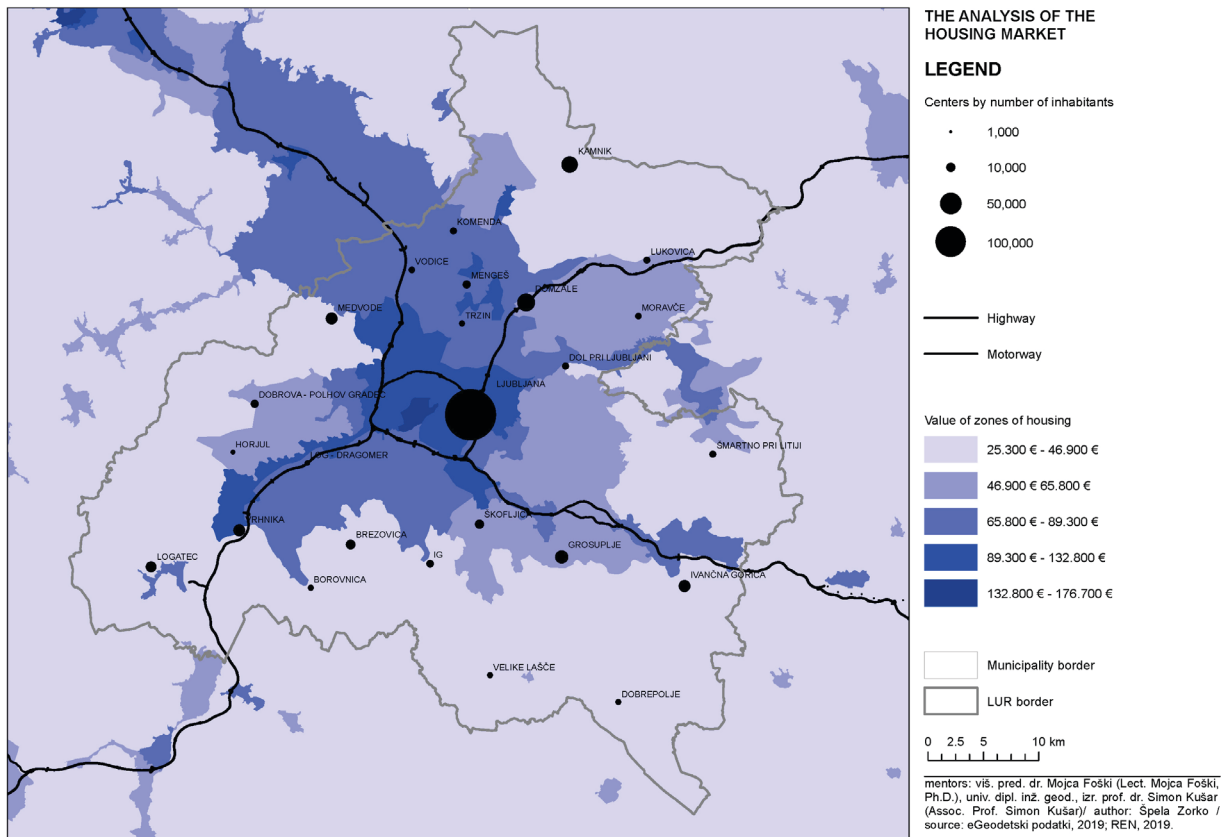 KAMNIK
KOMENDA
LUKOVICA
VODICE
MENGEŠ
DOMŽALE
MEDVODE
TRZIN
MORAVČE
DOL PRI LJUBLJANI
LJUBLJANA
DOBROVA - POLHOV GRADEC
HORJUL
LOG - DRAGOMER
ŠMARTNO PRI LITIJI
VRHNIKA
ŠKOFLJICA
BREZOVICA
GROSUPLJE
LOGATEC
IG
BOROVNICA
IVANČNA GORICA
VELIKE LAŠČE
DOBREPOLJE
THE ANALYSIS OF THE
HOUSING MARKET
LEGEND
Centers by number of inhabitants
1,000
10,000
50,000
100,000
Highway
Motorway
Value of zones of housing
25.300 € - 46.900 €
46.900 € 65.800 €
65.800 € - 89.300 €
89.300 € - 132.800 €
132.800 € - 176.700 €
Municipality border
LUR border
0 2.5 5 10 km
mentors: viš. pred. dr. Mojca Foški (Lect. Mojca Foški,
Ph.D.), univ. dipl. inž. geod., izr. prof. dr. Simon Kušar
(Assoc. Prof. Simon Kušar)/ author: Špela Zorko /
source: eGeodetski podatki, 2019; REN, 2019.